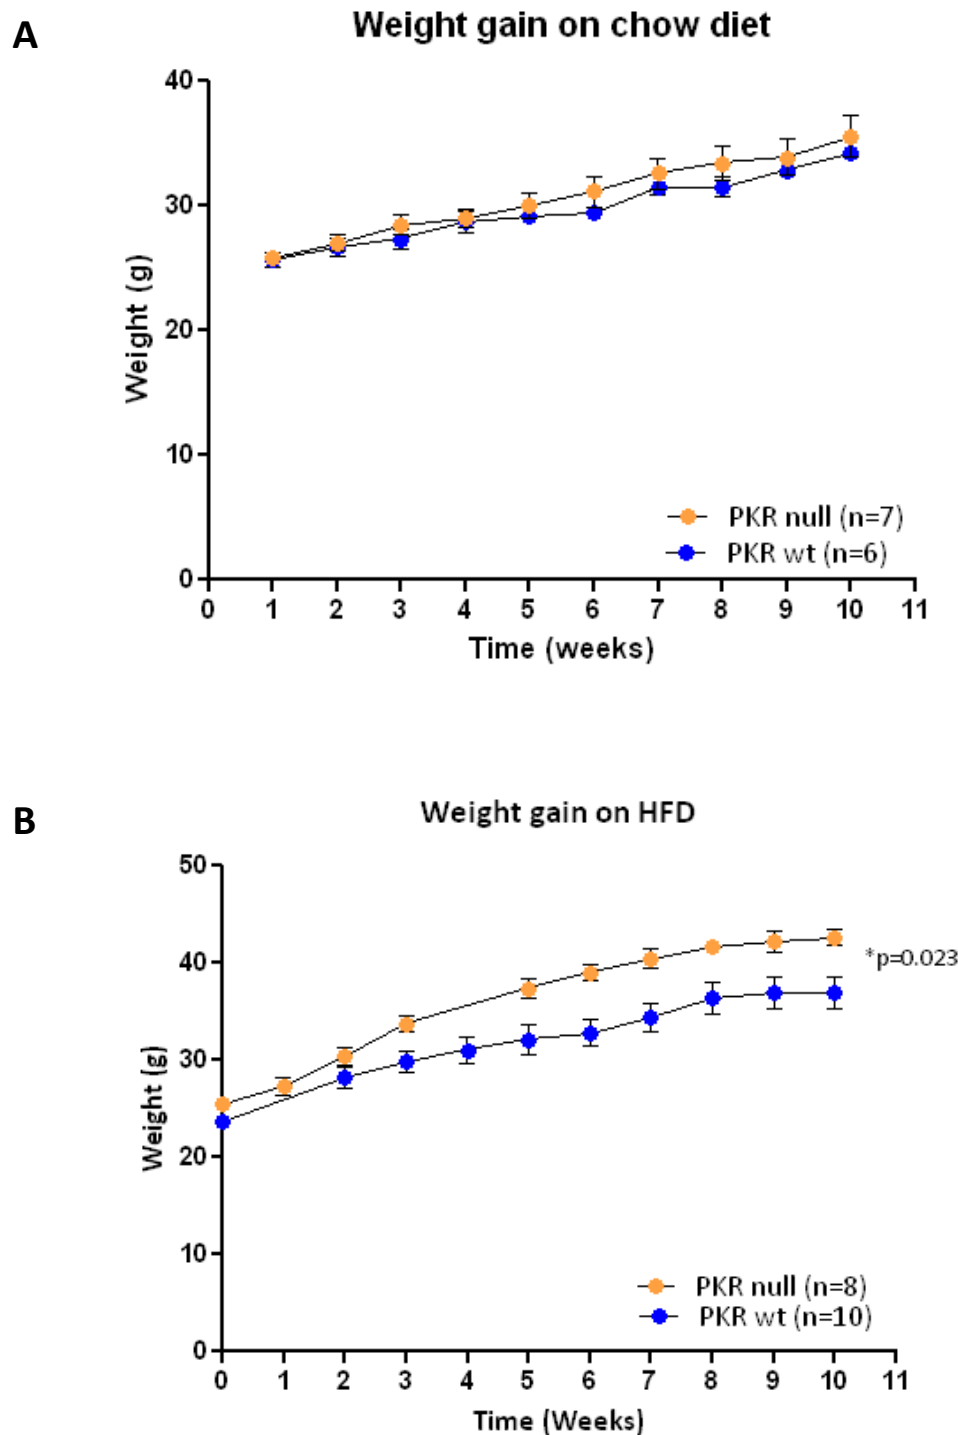 A
Weight gain on chow diet
40
30
20
10
0
Weight (g)
PKR null (n=7)
PKR wt (n=6)
0 1 2 3 4 5 6 7 8 9 10 11
Time (weeks)
B
Weight gain on HFD
50
40
30
20
10
0
Weight (g)
*p=0.023
PKR null (n=8)
PKR wt (n=10)
0 1 2 3 4 5 6 7 8 9 10 11
Time (Weeks)